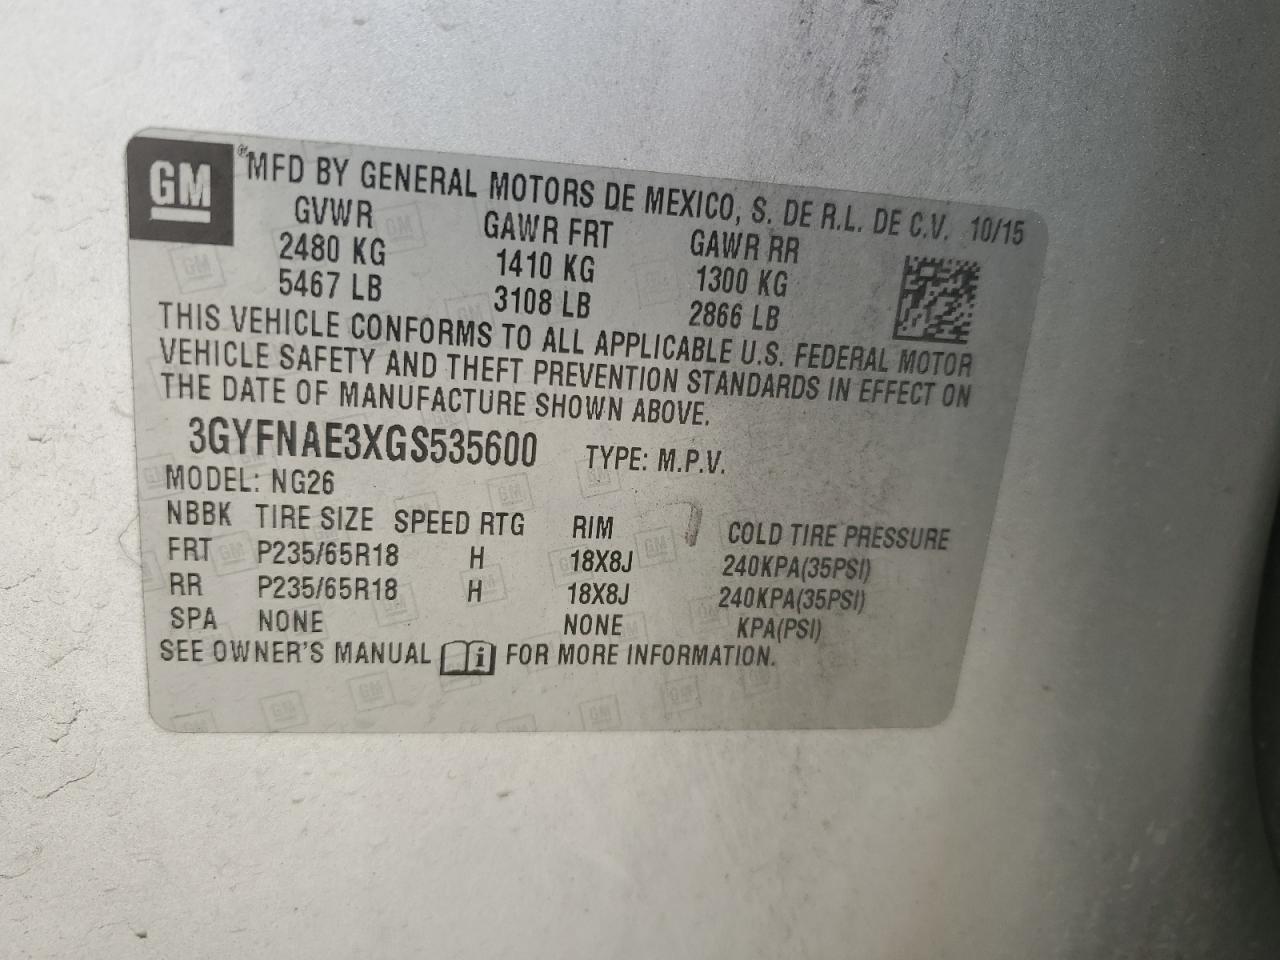 GM ® MFD BY GENERAL MOTORS DE MEXICO, S. DE R.L. DE C.V. 10/15
GVWR GAWR FRT GAWR RR
2480 KG 1410 KG 1300 KG
5467 LB 3108 LB 2866 LB
THIS VEHICLE CONFORMS TO ALL APPLICABLE U.S. FEDERAL MOTOR
VEHICLE SAFETY AND THEFT PREVENTION STANDARDS IN EFFECT ON
THE DATE OF MANUFACTURE SHOWN ABOVE.
3GYFNAE3XGS535600 TYPE: M.P.V.
MODEL: NG26
NBBK TIRE SIZE SPEED RTG RIM COLD TIRE PRESSURE
FRT P235/65R18 H 18X8J 240KPA(35PSI)
RR P235/65R18 H 18X8J 240KPA(35PSI)
SPA NONE NONE KPA(PSI)
SEE OWNER'S MANUAL i FOR MORE INFORMATION.